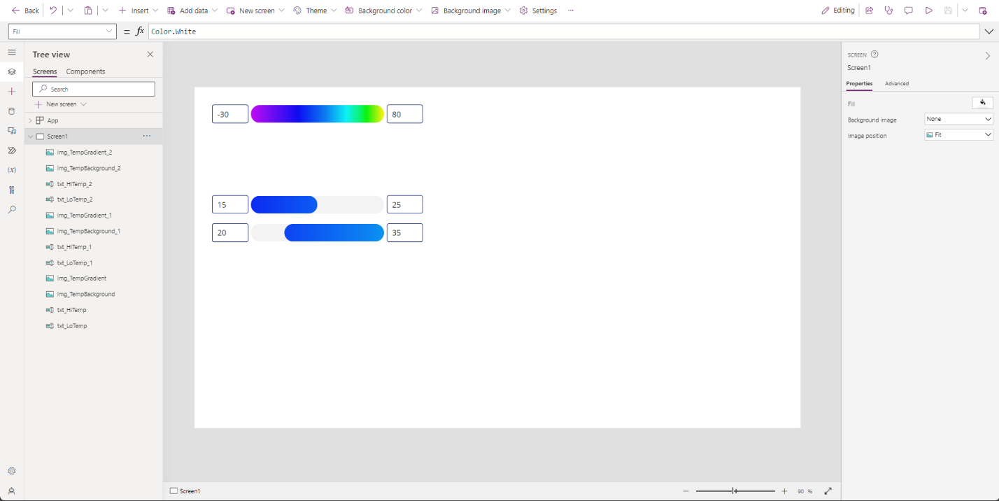 Back Insert Add data New screen Theme Background color Background image Settings ... Editing
Fill = fx Color.White
Tree view
Screens Components
Search
New screen
App
Screen1 ...
img_TempGradient_2
img_TempBackground_2
txt_HiTemp_2
txt_LoTemp_2
img_TempGradient_1
img_TempBackground_1
txt_HiTemp_1
txt_LoTemp_1
img_TempGradient
img_TempBackground
txt_HiTemp
txt_LoTemp
(x)
-30 80
15 25
20 35
SCREEN ?
Screen1
Properties Advanced
Fill
Background image None
Image position Fit
Screen1 90 %